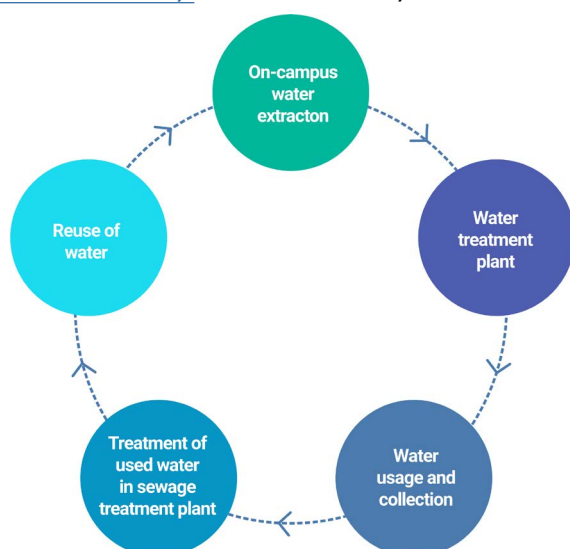 On-campus
water
extracton
Water
treatment
plant
Water
usage and
collection
Treatment of
used water
in sewage
treatment plant
Reuse of
water